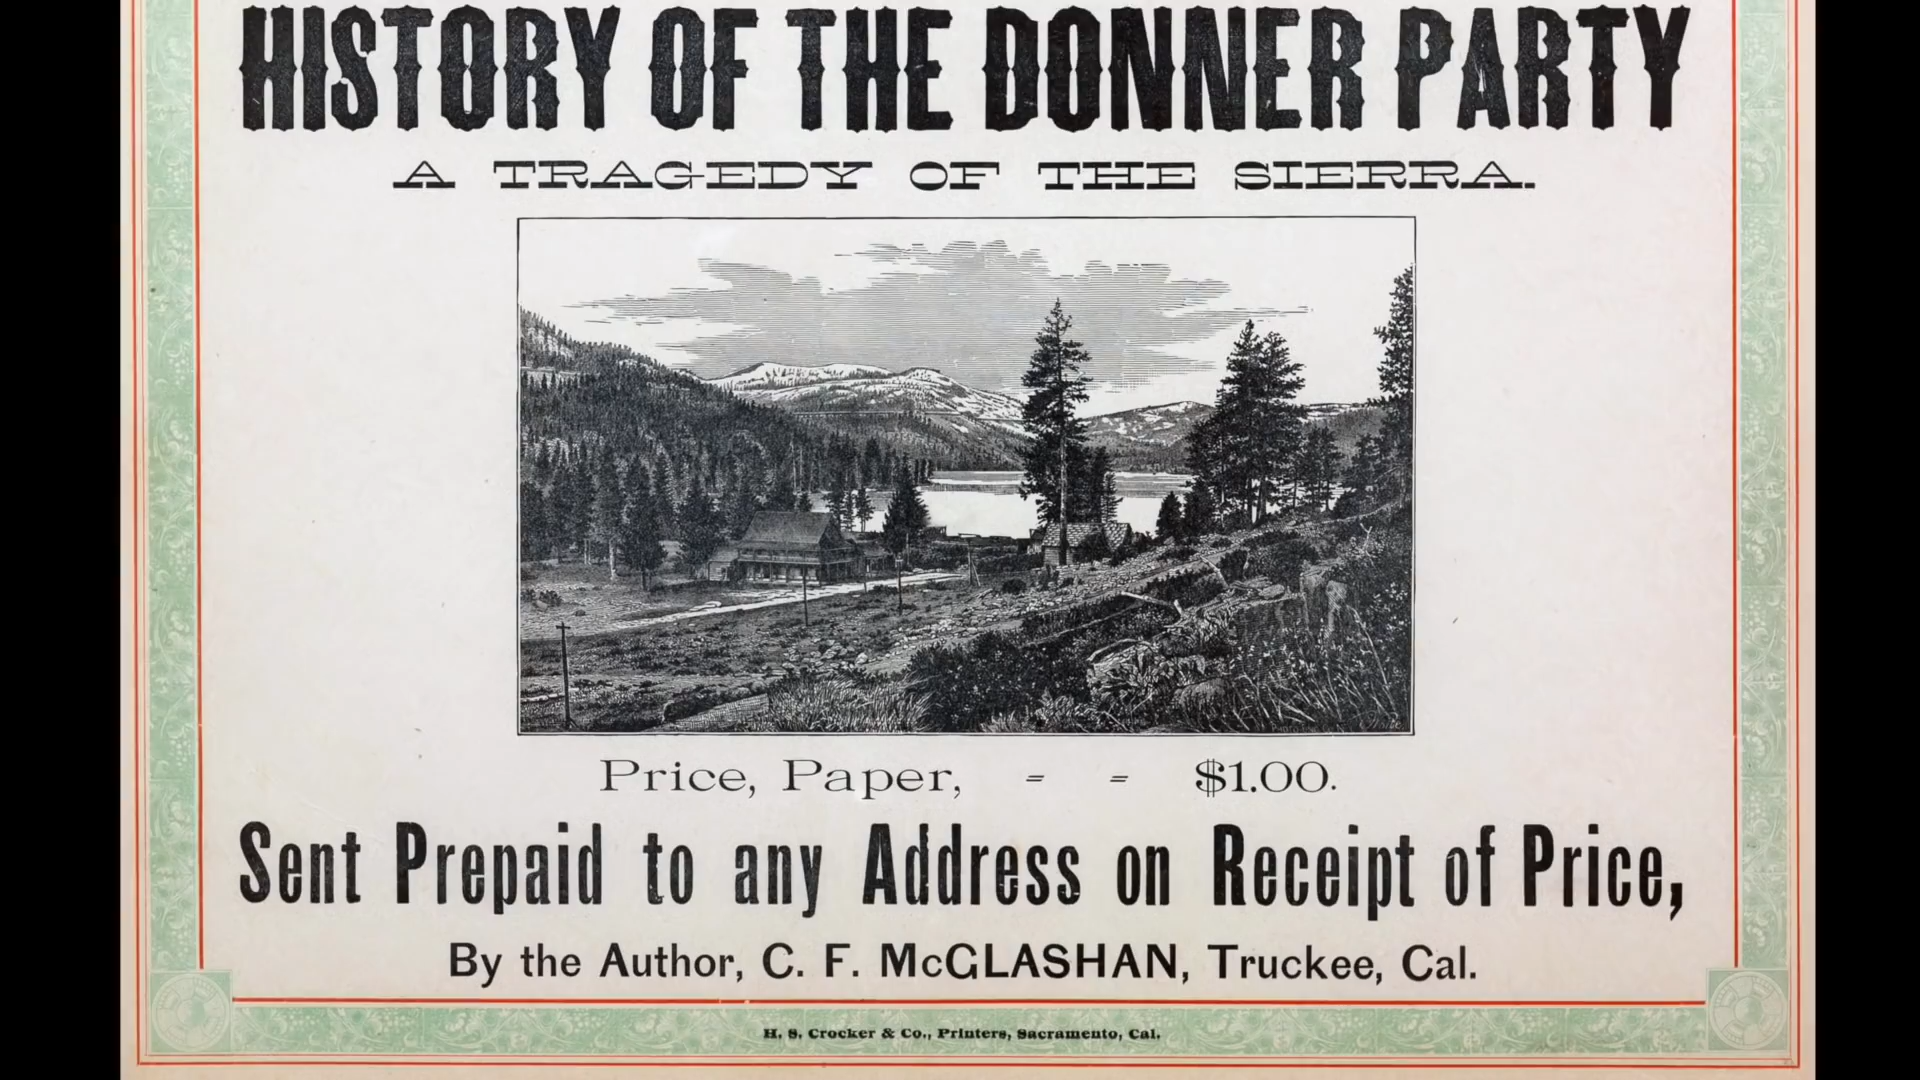 HISTORY OF THE DONNER PARTY
A TRAGEDY OF THE SIERRA.
Price, Paper, - - $1.00.
Sent Prepaid to any Address on Receipt of Price,
By the Author, C. F. McGLASHAN, Truckee, Cal.
H. S. Crocker & Co., Printers, Sacramento, Cal.